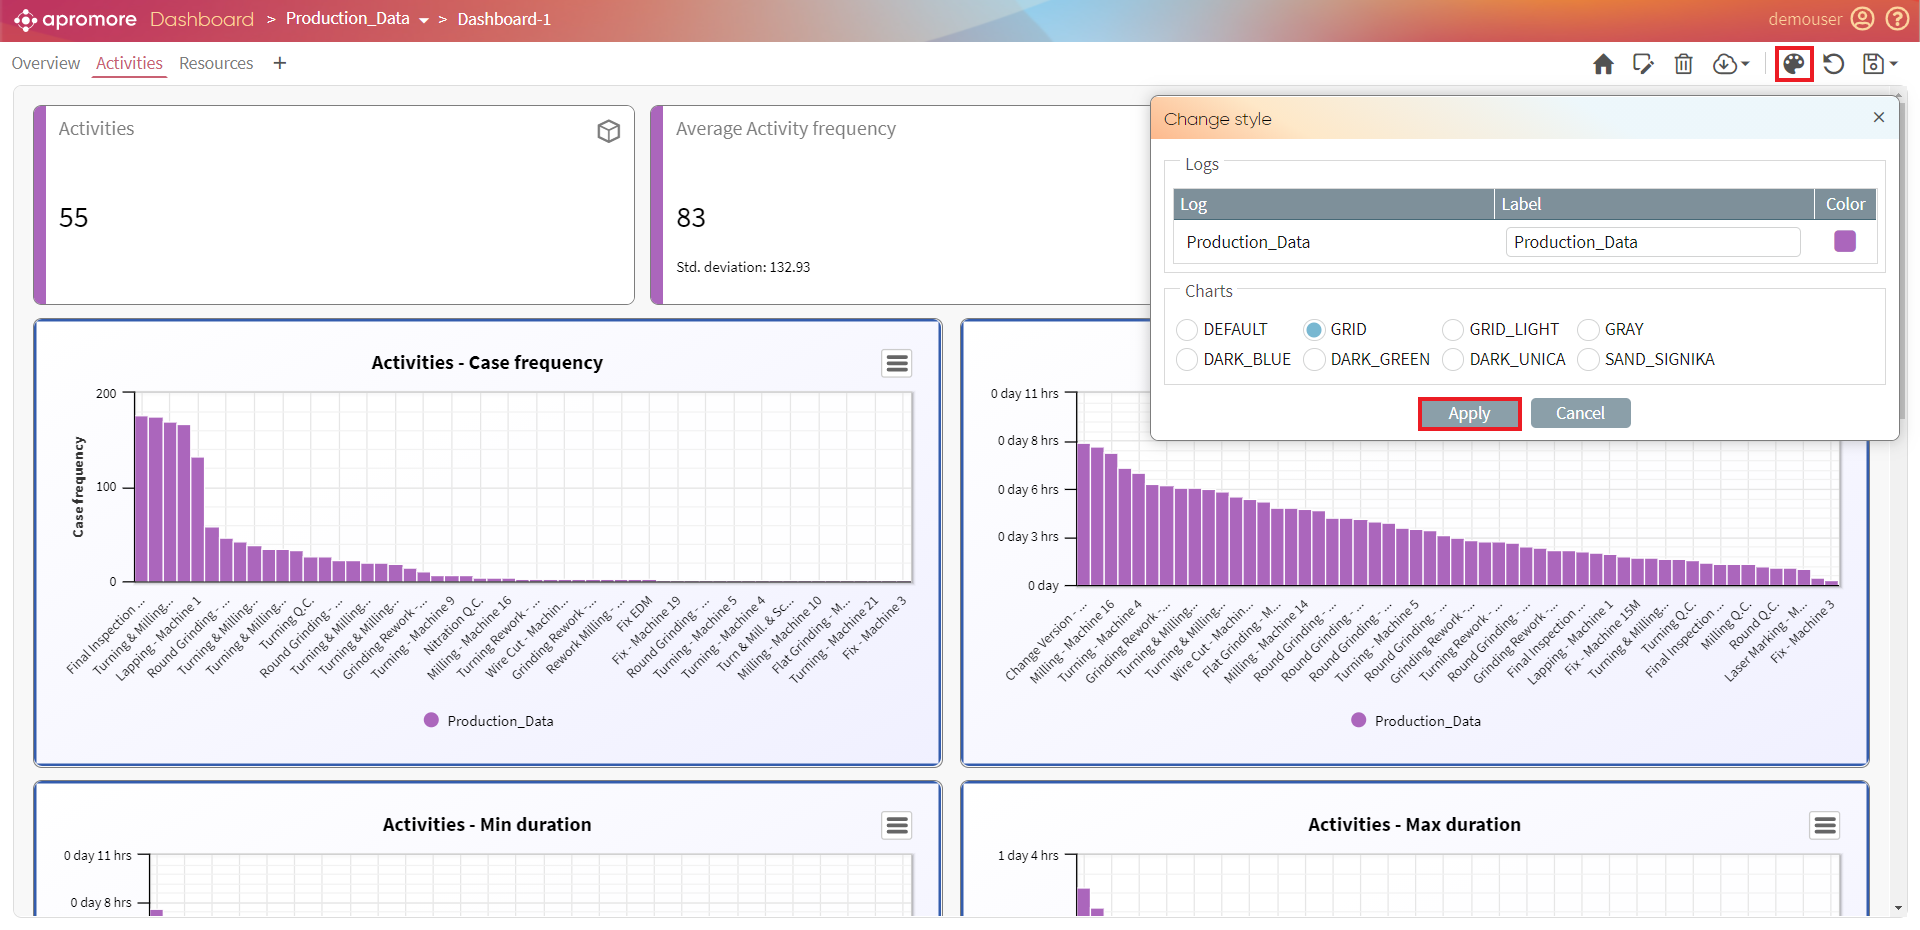 apromore Dashboard > Production_Data > Dashboard-1
demouser
Overview Activities Resources +
Activities
55
Average Activity frequency
83
Std. deviation: 132.93
Change style
Logs
Log Label Color
Production_Data Production_Data
Charts
DEFAULT GRID GRID_LIGHT GRAY
DARK_BLUE DARK_GREEN DARK_UNICA SAND_SIGNIKA
Apply Cancel
Activities - Case frequency
Case frequency
200
100
0
Final Inspection ...
Turning & Milling...
Lapping - Machine 1
Round Grinding - ...
Turning & Milling...
Turning & Milling...
Turning Q.C.
Round Grinding - ...
Turning & Milling...
Turning & Milling...
Grinding Rework -...
Turning - Machine 9
Nitration Q.C.
Milling - Machine 16
Turning Rework - ...
Wire Cut - Machin...
Grinding Rework -...
Rework Milling - ...
Fix EDM
Fix - Machine 19
Round Grinding - ...
Turning - Machine 5
Turning - Machine 4
Turn & Mill. & Sc...
Milling - Machine 10
Flat Grinding - M...
Turning - Machine 21
Fix - Machine 3
Production_Data
0 day 11 hrs
0 day 8 hrs
0 day 6 hrs
0 day 3 hrs
0 day
Change Version - ...
Milling - Machine 16
Turning - Machine 4
Grinding Rework -...
Turning & Milling...
Turning & Milling...
Wire Cut - Machin...
Flat Grinding - M...
Milling - Machine 14
Round Grinding - ...
Round Grinding - ...
Round Grinding - ...
Turning - Machine 5
Round Grinding - ...
Grinding Rework -...
Turning Rework - ...
Round Grinding - ...
Grinding Rework -...
Final Inspection ...
Lapping - Machine 1
Fix - Machine 15M
Turning & Milling...
Turning Q.C.
Final Inspection ...
Milling Q.C.
Round Q.C.
Laser Marking - M...
Fix - Machine 3
Production_Data
Activities - Min duration
0 day 11 hrs
0 day 8 hrs
Activities - Max duration
1 day 4 hrs